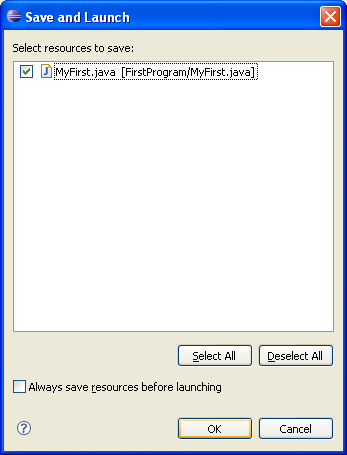 Save and Launch
Select resources to save:
MyFirst.java [FirstProgram/MyFirst.java]
Select All Deselect All
Always save resources before launching
? OK Cancel